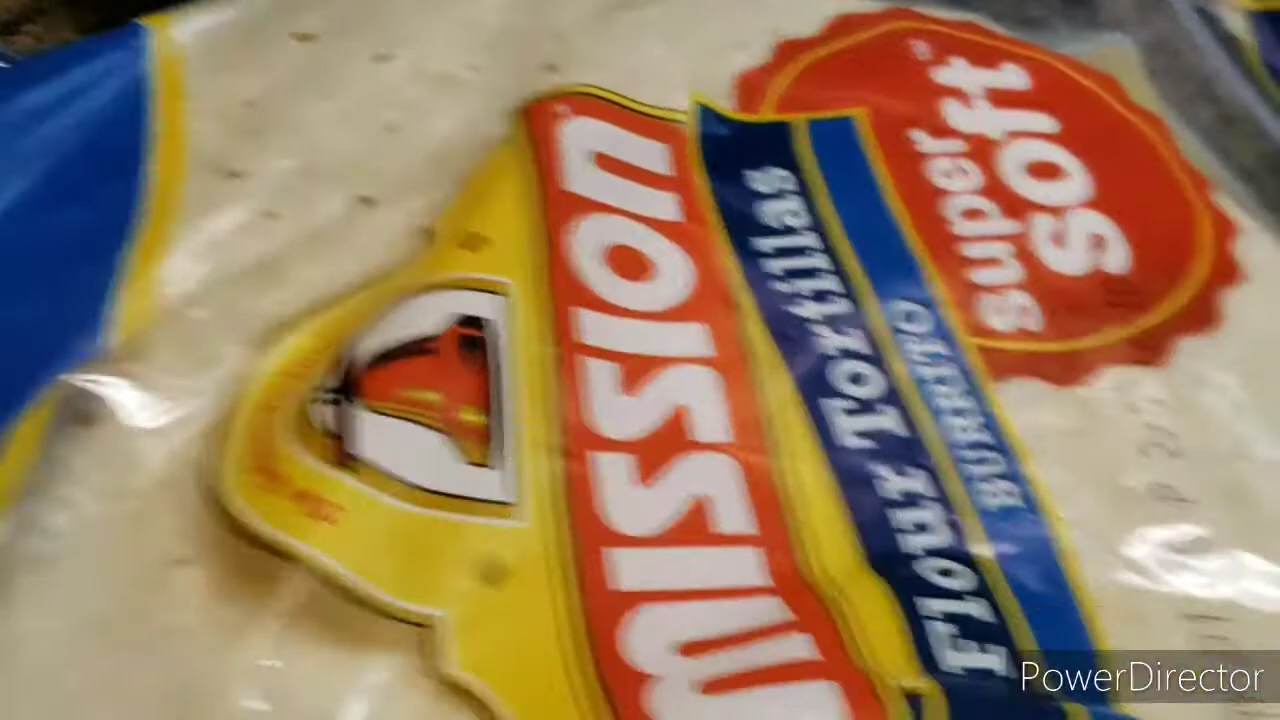 MISSION
Flour Tortillas
BURRITO
super
soft
PowerDirector